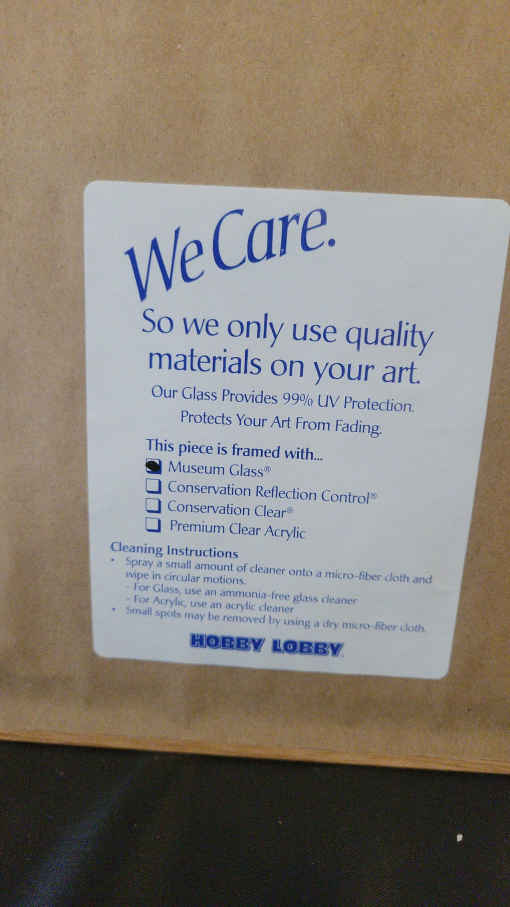 We Care.
So we only use quality
materials on your art.
Our Glass Provides 99% UV Protection.
Protects Your Art From Fading.
This piece is framed with...
Museum Glass®
Conservation Reflection Control®
Conservation Clear®
Premium Clear Acrylic
Cleaning Instructions
• Spray a small amount of cleaner onto a micro-fiber cloth and
wipe in circular motions.
- For Glass, use an ammonia-free glass cleaner
- For Acrylic, use an acrylic cleaner
• Small spots may be removed by using a dry micro-fiber cloth.
HOBBY LOBBY